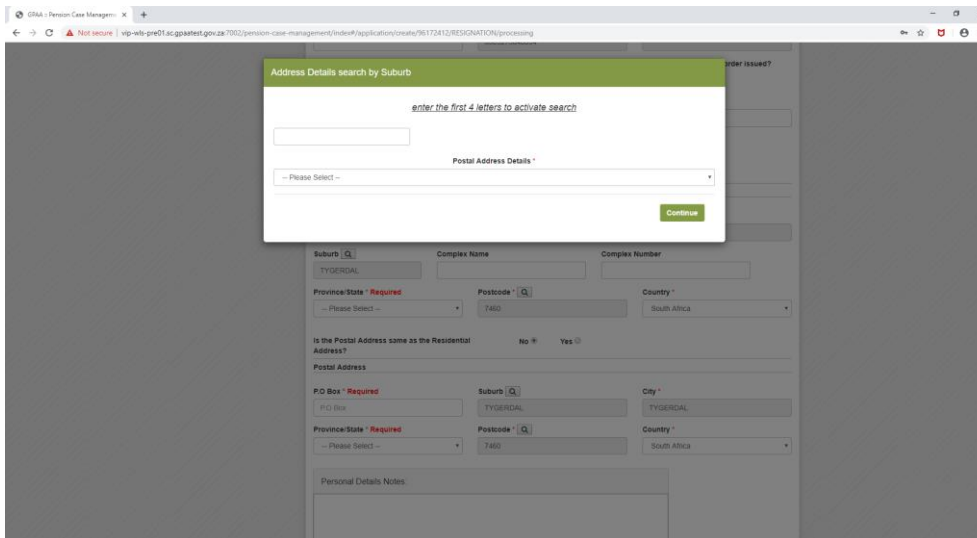 GPAA :: Pension Case Managem
Not secure | vip-wls-pre01.sc.gpaatest.gov.za:7002/pension-case-management/index#/application/create/96172412/RESIGNATION/processing
order issued?
Address Details search by Suburb
enter the first 4 letters to activate search
Postal Address Details *
-- Please Select --
Continue
Suburb Complex Name Complex Number
TYGERDAL
Province/State * Required Postcode * Country *
-- Please Select -- 7460 South Africa
Is the Postal Address same as the Residential No Yes
Address?
Postal Address
P.O Box * Required Suburb City *
P.O Box TYGERDAL TYGERDAL
Province/State * Required Postcode * Country *
-- Please Select -- 7460 South Africa
Personal Details Notes: